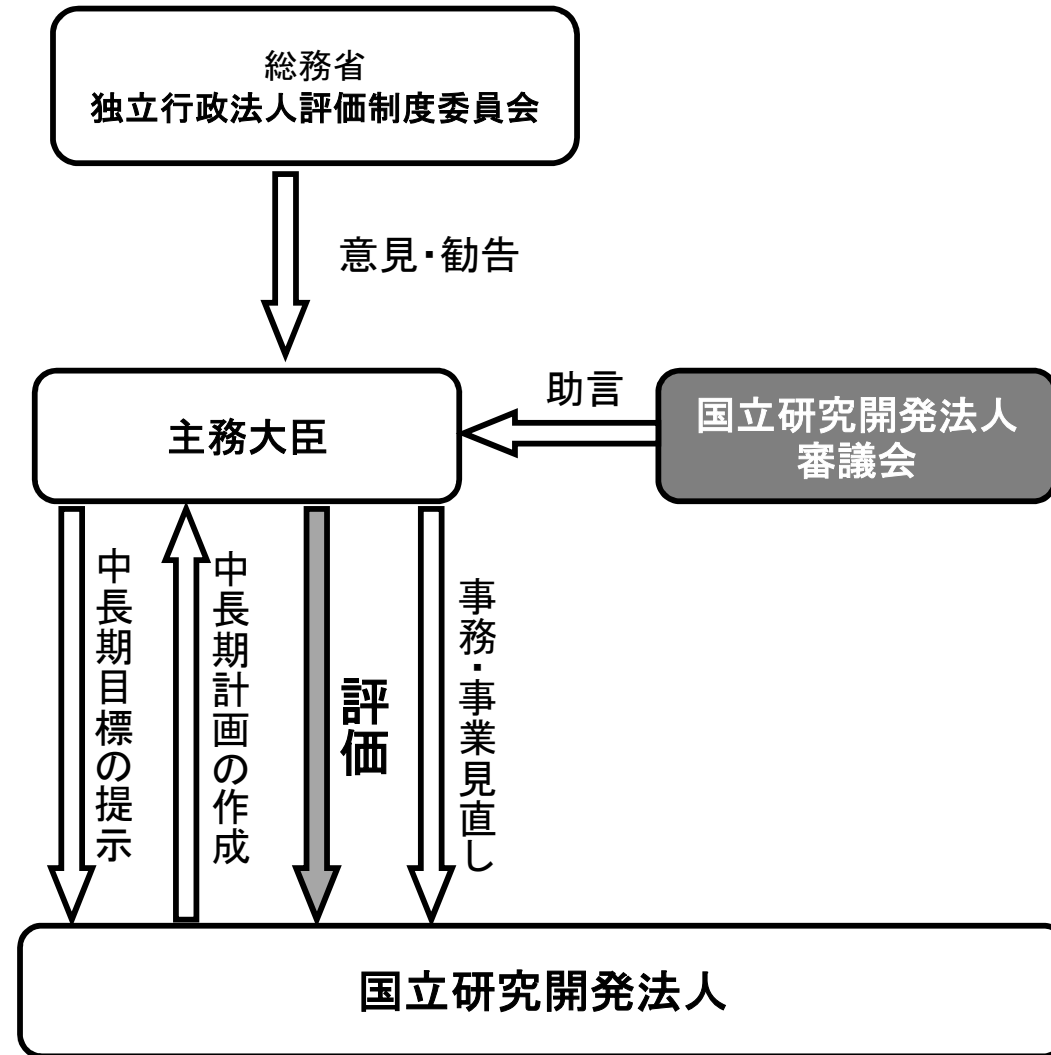 総務省
独立行政法人評価制度委員会
意見・勧告
助言
主務大臣
国立研究開発法人
審議会
中長期目標の提示
中長期計画の作成
評価
事務・事業見直し
国立研究開発法人